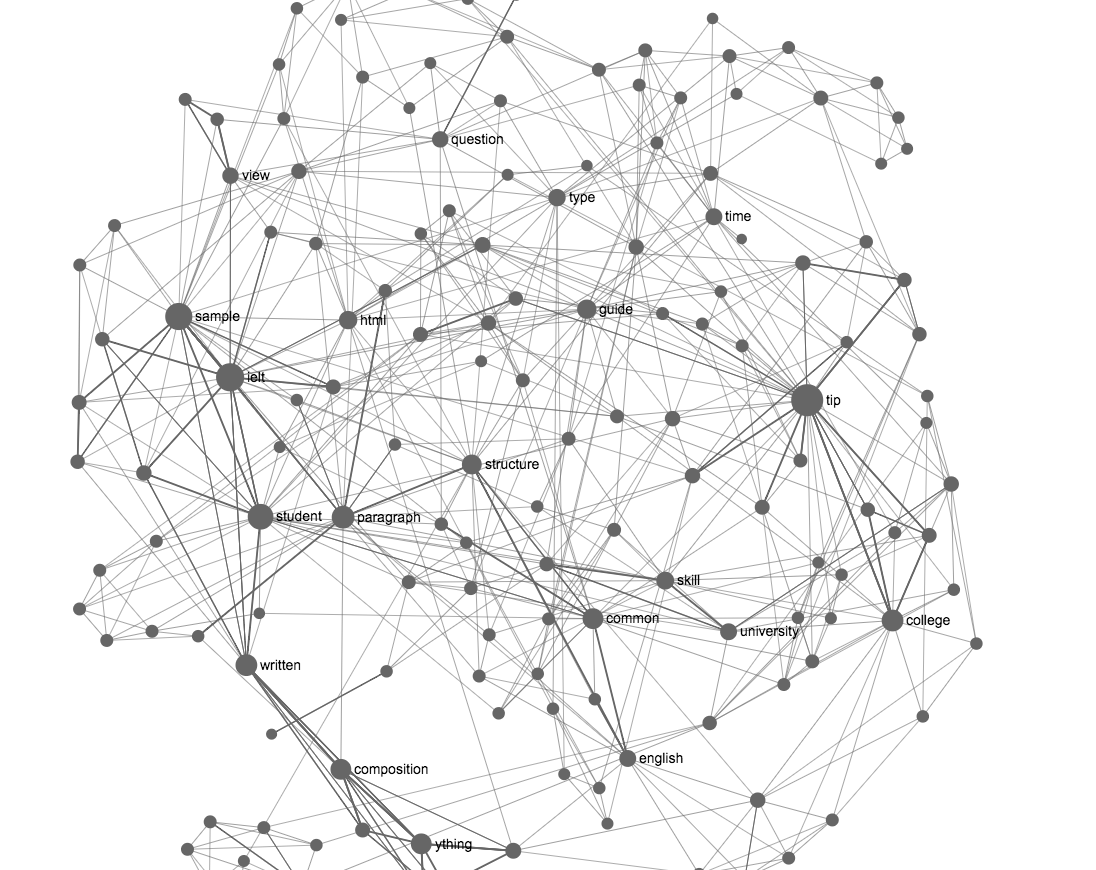 question
view
type
time
sample
html
guide
ielt
tip
structure
student
paragraph
skill
common
university
college
written
english
composition
ything